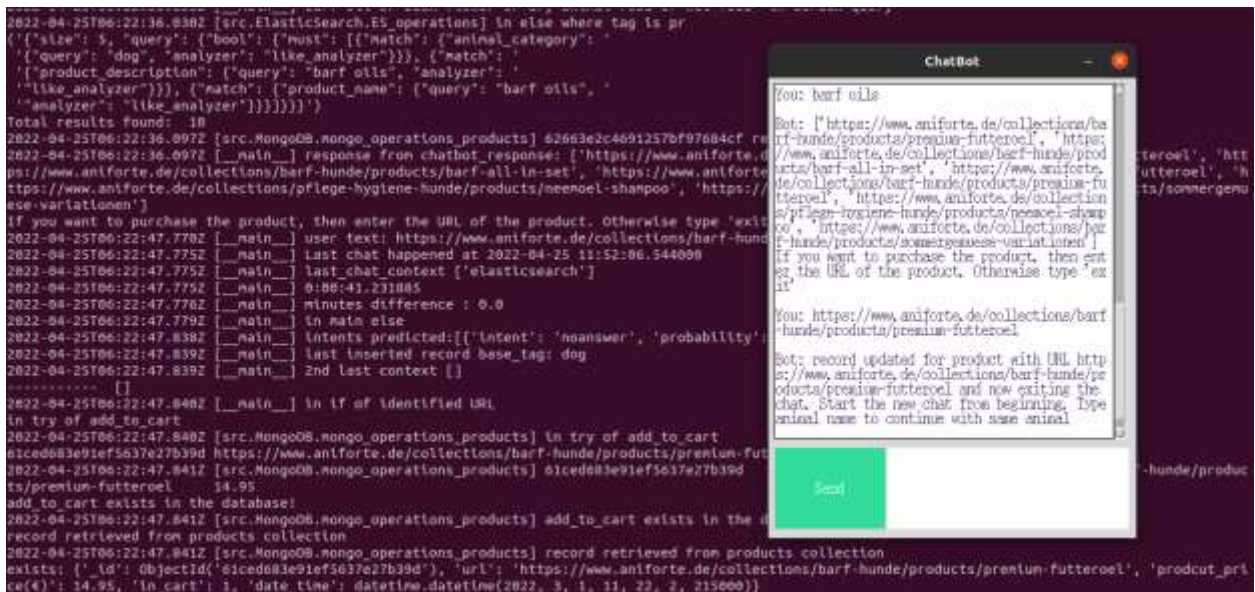 2022-04-25T06:22:36.030Z [src.ElasticSearch.ES_operations] in else where tag is pr
('{"size": 5, "query": {"bool": {"must": [{"match": {"animal_category": '
'{"query": "dog", "analyzer": "like_analyzer"}}}, {"match": '
'{"product_description": {"query": "barf oils", "analyzer": '
'"like_analyzer"}}}, {"match": {"product_name": {"query": "barf oils", '
'"analyzer": "like_analyzer"}}}]}}}')
Total results found: 10
2022-04-25T06:22:36.097Z [src.MongoDB.mongo_operations_products] 62663e2c4691257bf97684cf re
2022-04-25T06:22:36.097Z [__main__] response from chatbot_response: ['https://www.aniforte.d
teroel', 'htt
ps://www.aniforte.de/collections/barf-hunde/products/barf-all-in-set', 'https://www.aniforte
utteroel', 'h
ttps://www.aniforte.de/collections/pflege-hygiene-hunde/products/neemoel-shampoo', 'https://
ts/sommergemu
ese-variationen']
If you want to purchase the product, then enter the URL of the product. Otherwise type 'exit
2022-04-25T06:22:47.770Z [__main__] user text: https://www.aniforte.de/collections/barf-hund
2022-04-25T06:22:47.775Z [__main__] Last chat happened at 2022-04-25 11:52:06.544000
2022-04-25T06:22:47.775Z [__main__] last_chat_context ['elasticsearch']
2022-04-25T06:22:47.775Z [__main__] 0:00:41.231885
2022-04-25T06:22:47.776Z [__main__] minutes difference : 0.0
2022-04-25T06:22:47.779Z [__main__] in main else
2022-04-25T06:22:47.838Z [__main__] intents predicted:[{'intent': 'noanswer', 'probability':
2022-04-25T06:22:47.839Z [__main__] last inserted record base_tag: dog
2022-04-25T06:22:47.839Z [__main__] 2nd last context []
----------- []
2022-04-25T06:22:47.840Z [__main__] in if of identified URL
in try of add_to_cart
2022-04-25T06:22:47.840Z [src.MongoDB.mongo_operations_products] in try of add_to_cart
61ced683e91ef5637e27b39d https://www.aniforte.de/collections/barf-hunde/products/premium-fut
2022-04-25T06:22:47.841Z [src.MongoDB.mongo_operations_products] 61ced683e91ef5637e27b39d
-hunde/produc
ts/premium-futteroel 14.95
add_to_cart exists in the database!
2022-04-25T06:22:47.841Z [src.MongoDB.mongo_operations_products] add_to_cart exists in the d
record retrieved from products collection
2022-04-25T06:22:47.841Z [src.MongoDB.mongo_operations_products] record retrieved from products collection
exists: {'_id': ObjectId('61ced683e91ef5637e27b39d'), 'url': 'https://www.aniforte.de/collections/barf-hunde/products/premium-futteroel', 'prodcut_pri
ce(€)': 14.95, 'in_cart': 1, 'date_time': datetime.datetime(2022, 3, 1, 11, 22, 2, 215000)}
ChatBot
You: barf oils
Bot: ['https://www.aniforte.de/collections/ba
rf-hunde/products/premium-futteroel', 'https:
//www.aniforte.de/collections/barf-hunde/prod
ucts/barf-all-in-set', 'https://www.aniforte.
de/collections/barf-hunde/products/premium-fu
tteroel', 'https://www.aniforte.de/collection
s/pflege-hygiene-hunde/products/neemoel-shamp
oo', 'https://www.aniforte.de/collections/bar
f-hunde/products/sommergemuese-variationen']
If you want to purchase the product, then ent
er the URL of the product. Otherwise type 'ex
it'
You: https://www.aniforte.de/collections/barf
-hunde/products/premium-futteroel
Bot: record updated for product with URL http
s://www.aniforte.de/collections/barf-hunde/pr
oducts/premium-futteroel and now exiting the
chat. Start the new chat from beginning. Type
animal name to continue with same animal
Send